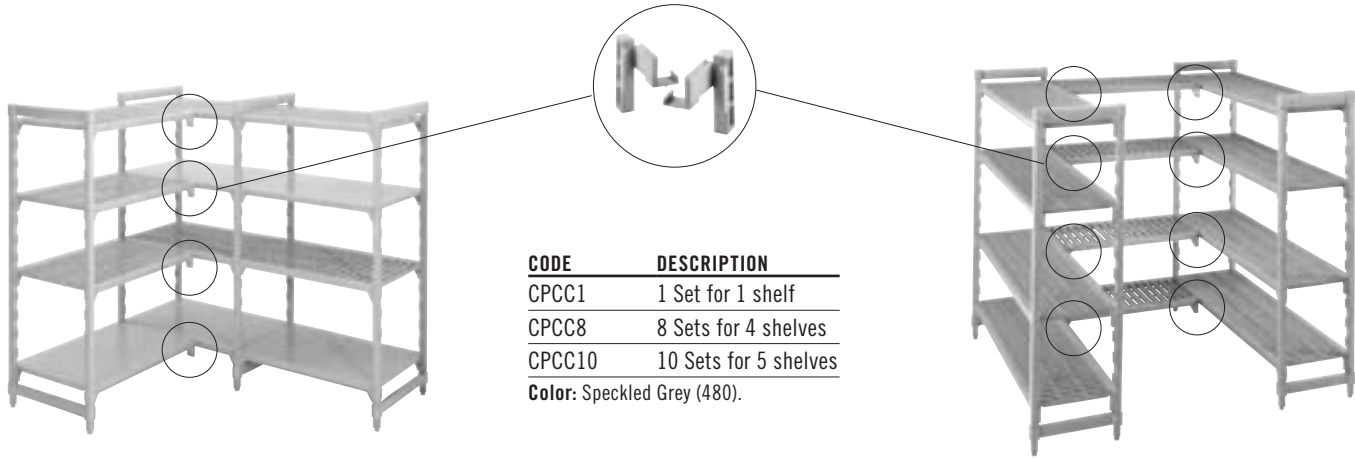 CODE DESCRIPTION
CPCC1 1 Set for 1 shelf
CPCC8 8 Sets for 4 shelves
CPCC10 10 Sets for 5 shelves
Color: Speckled Grey (480).